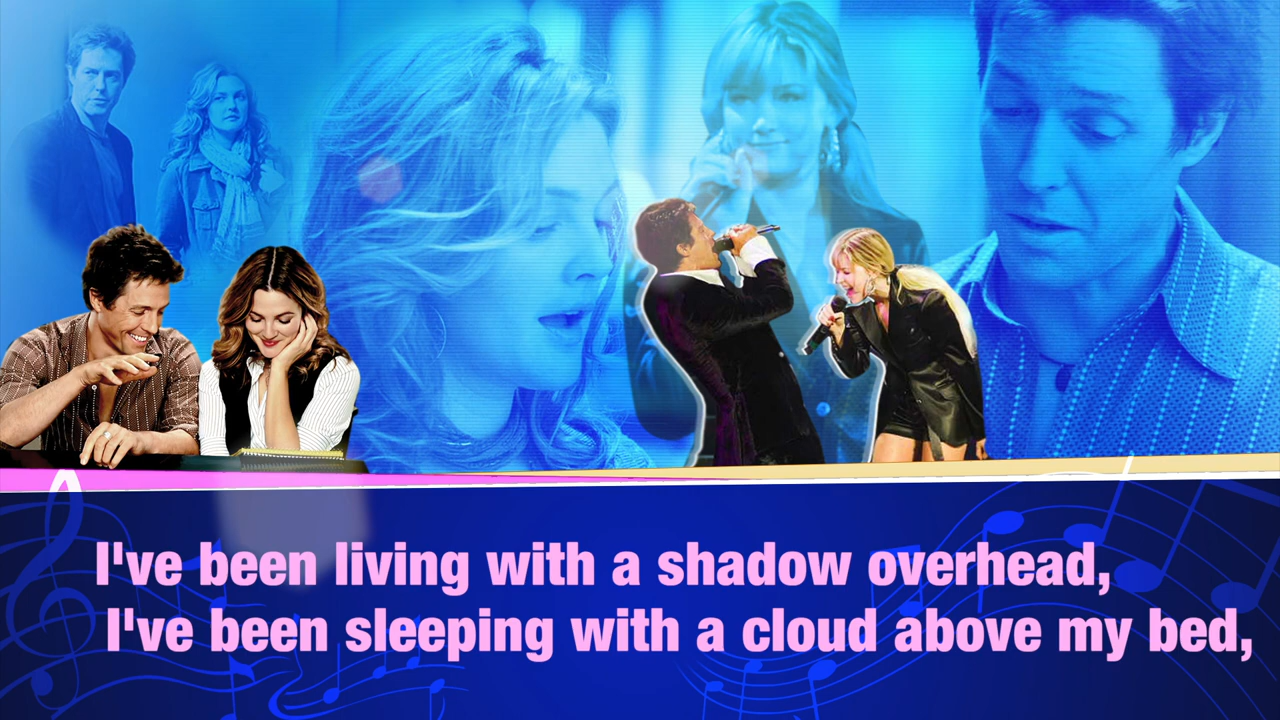 I've been living with a shadow overhead,
I've been sleeping with a cloud above my bed,